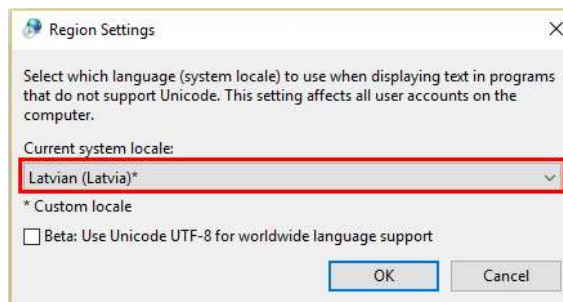 Region Settings
Select which language (system locale) to use when displaying text in programs
that do not support Unicode. This setting affects all user accounts on the
computer.
Current system locale:
Latvian (Latvia)*
* Custom locale
Beta: Use Unicode UTF-8 for worldwide language support
OK Cancel